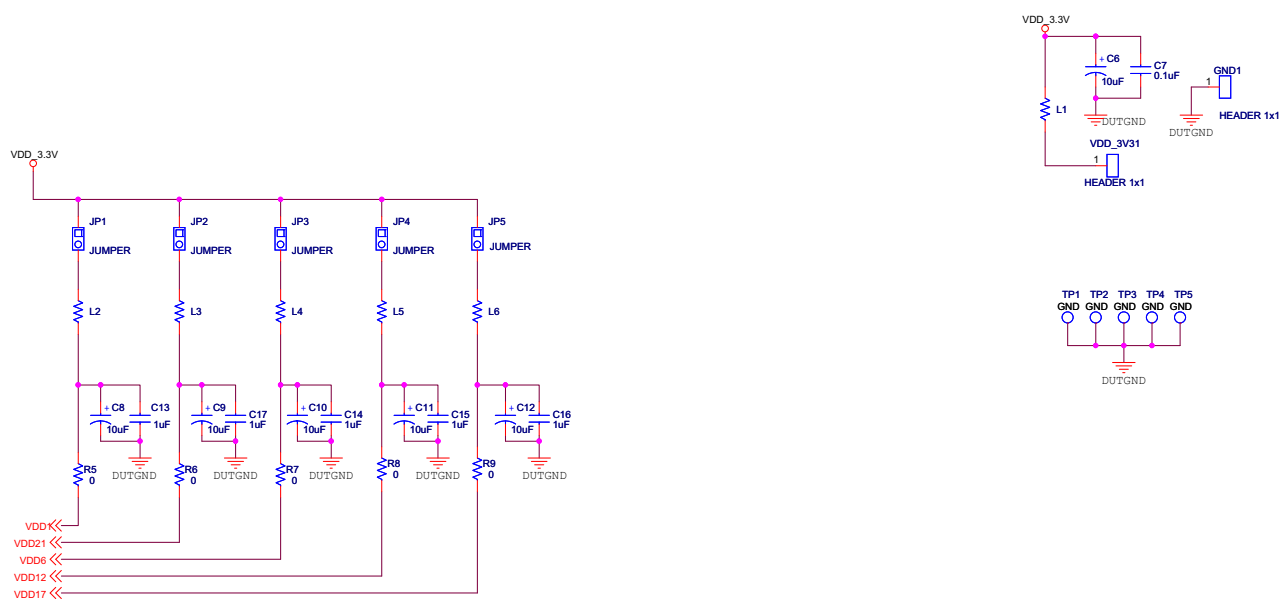 VDD_3.3V
C6
10uF
C7
0.1uF
DUTGND
L1
1
GND1
HEADER 1x1
DUTGND
VDD_3V31
1
HEADER 1x1
VDD_3.3V
JP1
JUMPER
JP2
JUMPER
JP3
JUMPER
JP4
JUMPER
JP5
JUMPER
L2
L3
L4
L5
L6
TP1
GND
TP2
GND
TP3
GND
TP4
GND
TP5
GND
DUTGND
+ C8
10uF
C13
1uF
+ C9
10uF
C17
1uF
+ C10
10uF
C14
1uF
+ C11
10uF
C15
1uF
+ C12
10uF
C16
1uF
R5
0
DUTGND
R6
0
DUTGND
R7
0
DUTGND
R8
0
DUTGND
R9
0
DUTGND
VDD1
VDD21
VDD6
VDD12
VDD17